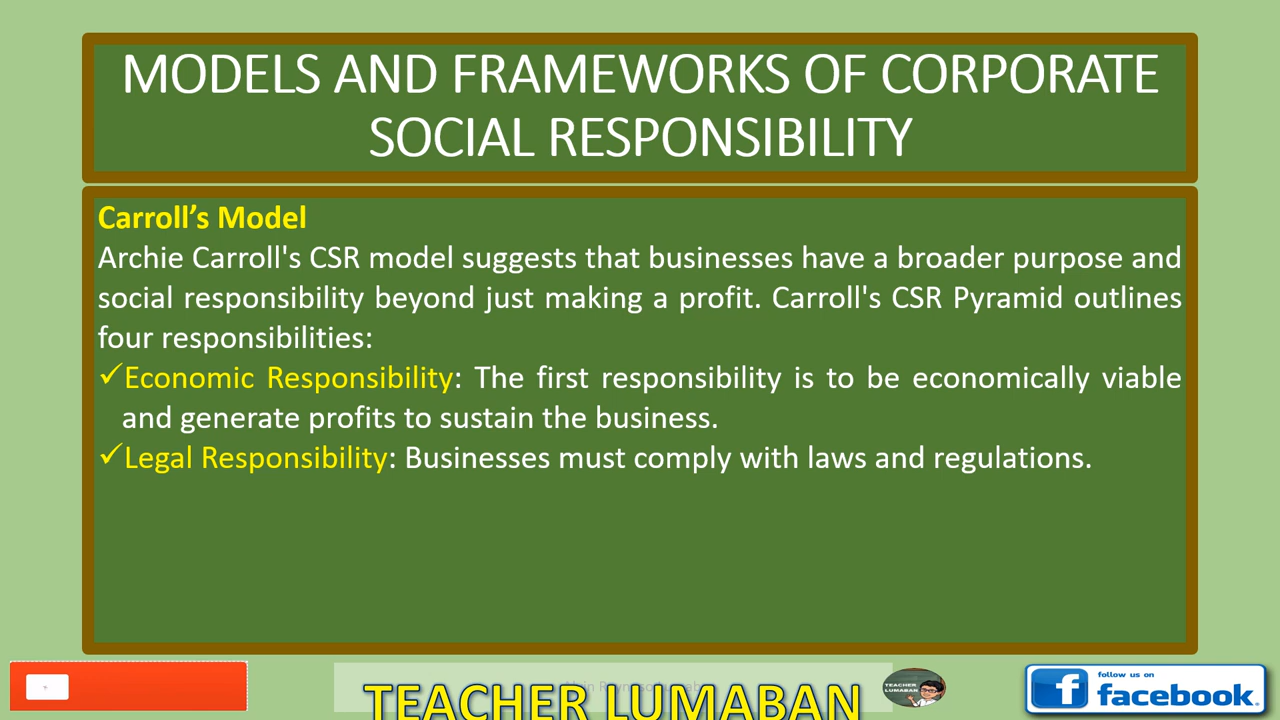 MODELS AND FRAMEWORKS OF CORPORATE
SOCIAL RESPONSIBILITY
Carroll’s Model
Archie Carroll's CSR model suggests that businesses have a broader purpose and
social responsibility beyond just making a profit. Carroll's CSR Pyramid outlines
four responsibilities:
✓Economic Responsibility: The first responsibility is to be economically viable
and generate profits to sustain the business.
✓Legal Responsibility: Businesses must comply with laws and regulations.
TEACHER LUMABAN
TEACHER
LUMABAN
follow us on
facebook.